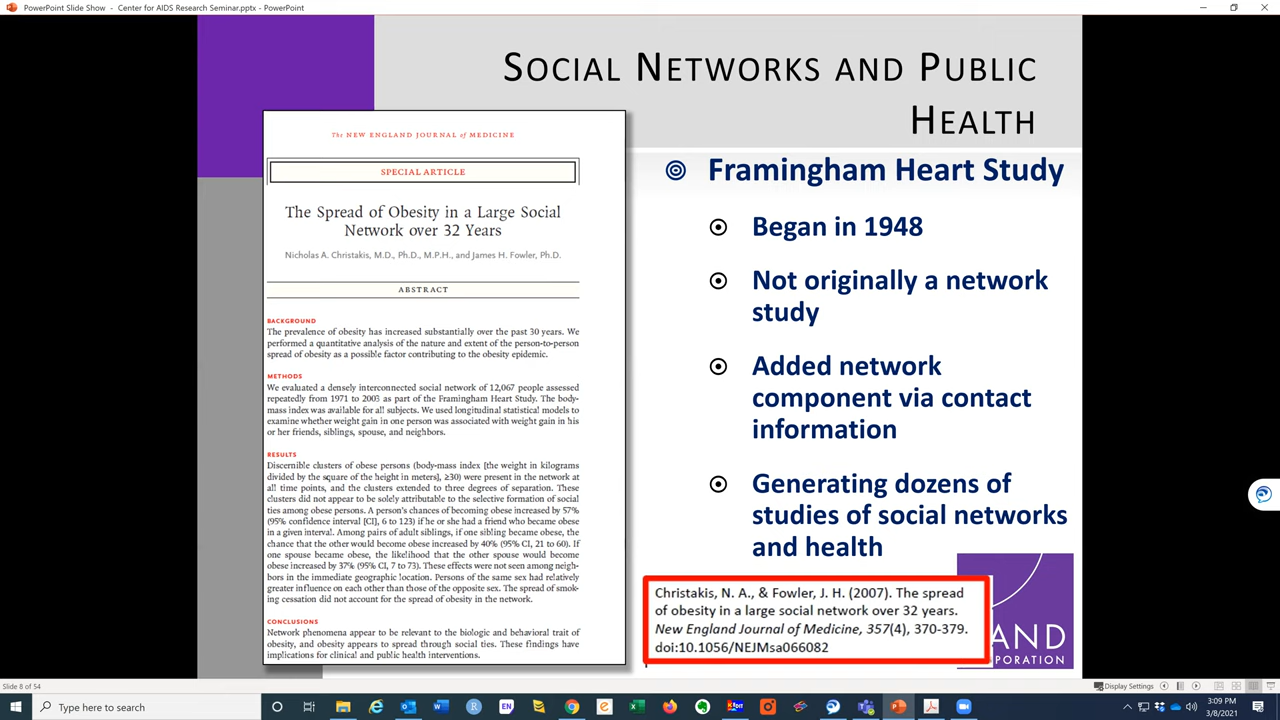 PowerPoint Slide Show - Center for AIDS Research Seminar.pptx - PowerPoint
SOCIAL NETWORKS AND PUBLIC
HEALTH
The NEW ENGLAND JOURNAL of MEDICINE
SPECIAL ARTICLE
The Spread of Obesity in a Large Social
Network over 32 Years
Nicholas A. Christakis, M.D., Ph.D., M.P.H., and James H. Fowler, Ph.D.
ABSTRACT
BACKGROUND
The prevalence of obesity has increased substantially over the past 30 years. We
performed a quantitative analysis of the nature and extent of the person-to-person
spread of obesity as a possible factor contributing to the obesity epidemic.
METHODS
We evaluated a densely interconnected social network of 12,067 people assessed
repeatedly from 1971 to 2003 as part of the Framingham Heart Study. The body-
mass index was available for all subjects. We used longitudinal statistical models to
examine whether weight gain in one person was associated with weight gain in his
or her friends, siblings, spouse, and neighbors.
RESULTS
Discernible clusters of obese persons (body-mass index [the weight in kilograms
divided by the square of the height in meters], ≥30) were present in the network at
all time points, and the clusters extended to three degrees of separation. These
clusters did not appear to be solely attributable to the selective formation of social
ties among obese persons. A person's chances of becoming obese increased by 57%
(95% confidence interval [CI], 6 to 123) if he or she had a friend who became obese
in a given interval. Among pairs of adult siblings, if one sibling became obese, the
chance that the other would become obese increased by 40% (95% CI, 21 to 60). If
one spouse became obese, the likelihood that the other spouse would become
obese increased by 37% (95% CI, 7 to 73). These effects were not seen among neigh-
bors in the immediate geographic location. Persons of the same sex had relatively
greater influence on each other than those of the opposite sex. The spread of smok-
ing cessation did not account for the spread of obesity in the network.
CONCLUSIONS
Network phenomena appear to be relevant to the biologic and behavioral trait of
obesity, and obesity appears to spread through social ties. These findings have
implications for clinical and public health interventions.
Framingham Heart Study
Began in 1948
Not originally a network
study
Added network
component via contact
information
Generating dozens of
studies of social networks
and health
Christakis, N. A., & Fowler, J. H. (2007). The spread
of obesity in a large social network over 32 years.
New England Journal of Medicine, 357(4), 370-379.
doi:10.1056/NEJMsa066082
AND
ORPORATION
Slide 8 of 54
Display Settings
Type here to search
EN
3:09 PM
3/8/2021